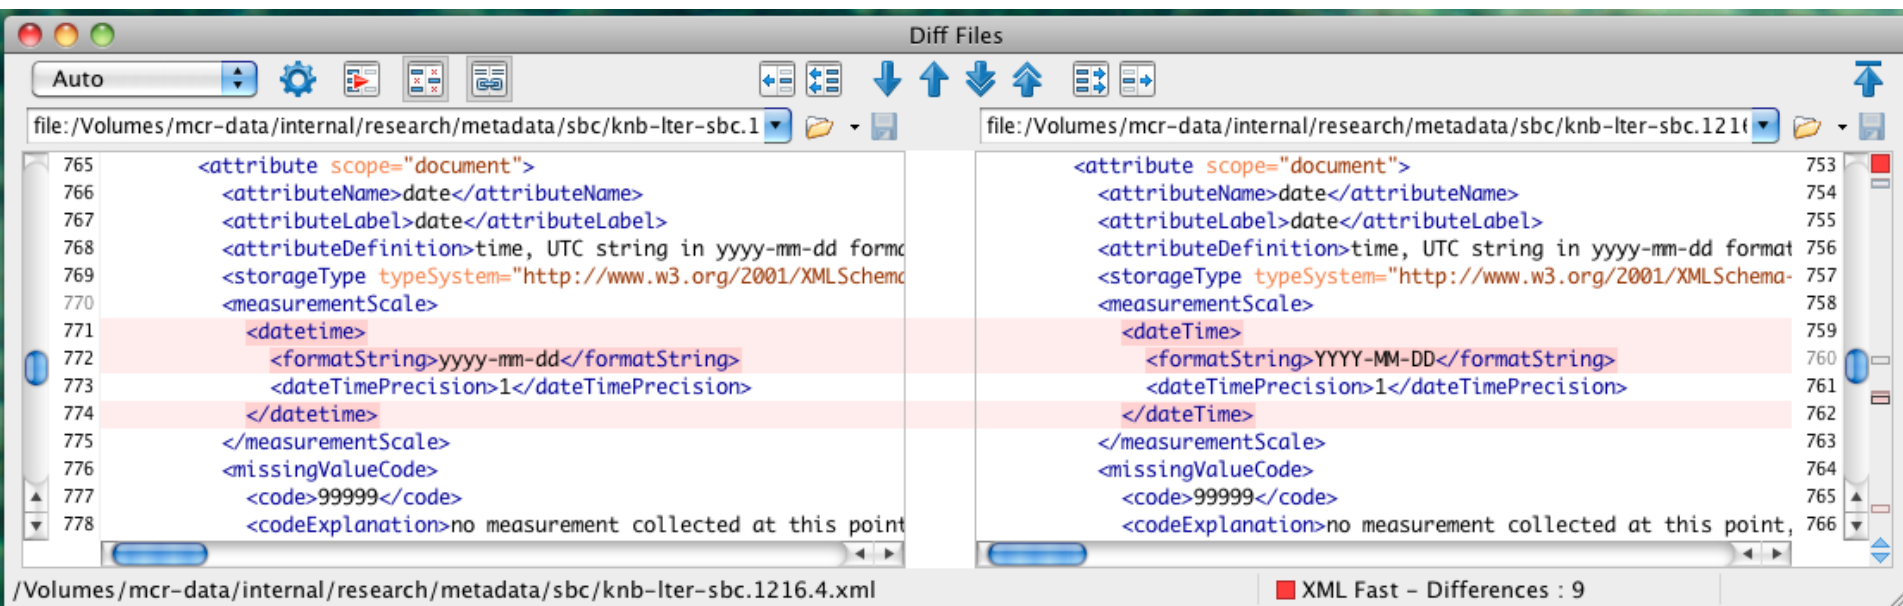 Diff Files
Auto
file:/Volumes/mcr-data/internal/research/metadata/sbc/knb-lter-sbc.1
file:/Volumes/mcr-data/internal/research/metadata/sbc/knb-lter-sbc.1216
765 <attribute scope="document">
766 <attributeName>date</attributeName>
767 <attributeLabel>date</attributeLabel>
768 <attributeDefinition>time, UTC string in yyyy-mm-dd forma
769 <storageType typeSystem="http://www.w3.org/2001/XMLSchema
770 <measurementScale>
771 <datetime>
772 <formatString>yyyy-mm-dd</formatString>
773 <dateTimePrecision>1</dateTimePrecision>
774 </datetime>
775 </measurementScale>
776 <missingValueCode>
777 <code>99999</code>
778 <codeExplanation>no measurement collected at this point
<attribute scope="document"> 753
<attributeName>date</attributeName> 754
<attributeLabel>date</attributeLabel> 755
<attributeDefinition>time, UTC string in yyyy-mm-dd format 756
<storageType typeSystem="http://www.w3.org/2001/XMLSchema- 757
<measurementScale> 758
<dateTime> 759
<formatString>YYYY-MM-DD</formatString> 760
<dateTimePrecision>1</dateTimePrecision> 761
</dateTime> 762
</measurementScale> 763
<missingValueCode> 764
<code>99999</code> 765
<codeExplanation>no measurement collected at this point, 766
/Volumes/mcr-data/internal/research/metadata/sbc/knb-lter-sbc.1216.4.xml
XML Fast - Differences : 9